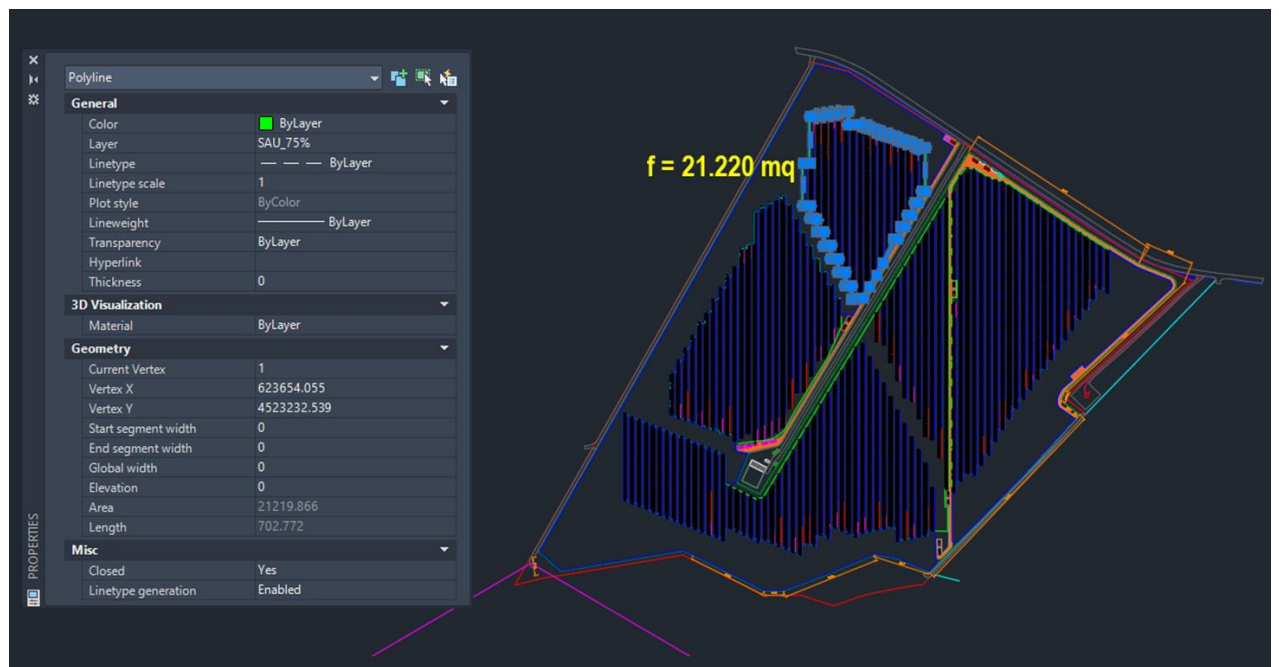 Polyline
General
Color ByLayer
Layer SAU_75%
Linetype ByLayer
Linetype scale 1
Plot style ByColor
Lineweight ByLayer
Transparency ByLayer
Hyperlink
Thickness 0
3D Visualization
Material ByLayer
Geometry
Current Vertex 1
Vertex X 623654.055
Vertex Y 4523232.539
Start segment width 0
End segment width 0
Global width 0
Elevation 0
Area 21219.866
Length 702.772
Misc
Closed Yes
Linetype generation Enabled
PROPERTIES
f = 21.220 mq